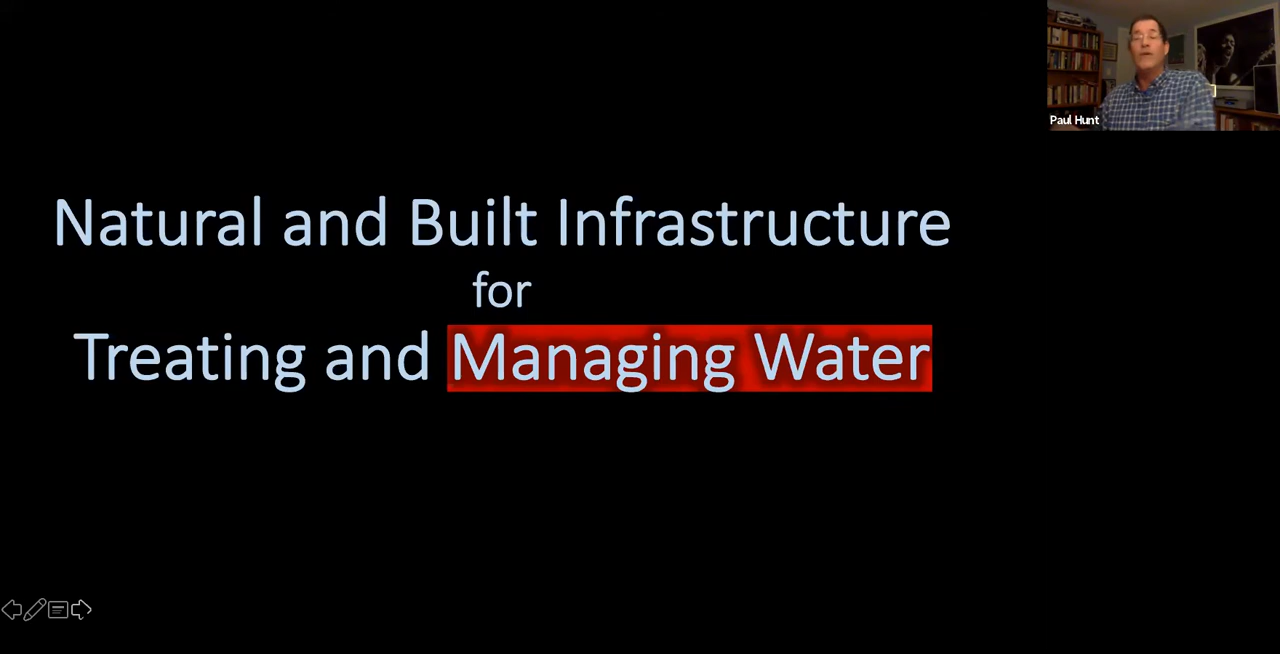 Paul Hunt
Natural and Built Infrastructure
for
Treating and Managing Water